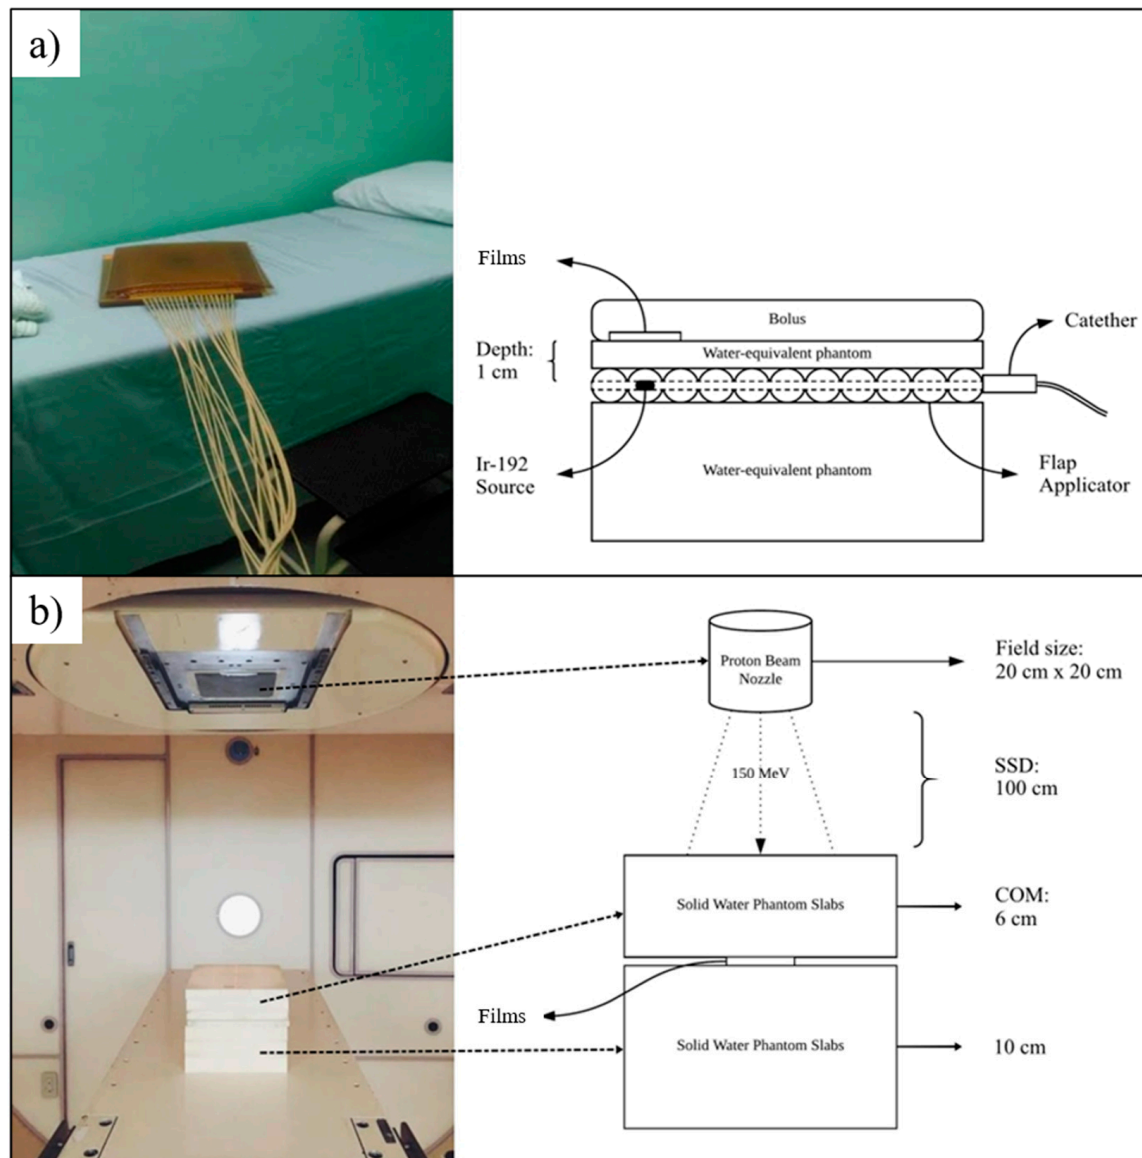 a)
Films
Bolus
Catether
Depth:
1 cm
Water-equivalent phantom
Ir-192
Source
Water-equivalent phantom
Flap
Applicator
b)
Proton Beam
Nozzle
Field size:
20 cm x 20 cm
150 MeV
SSD:
100 cm
Solid Water Phantom Slabs
COM:
6 cm
Films
Solid Water Phantom Slabs
10 cm